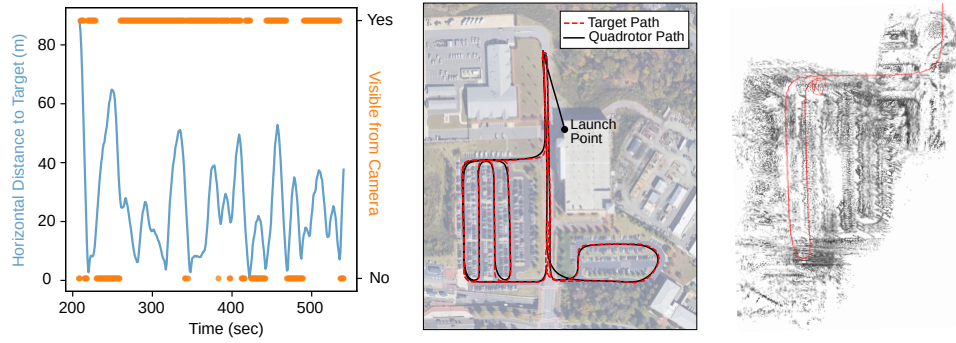 Horizontal Distance to Target (m)
80
60
40
20
0
200
300
400
500
Time (sec)
Yes
No
Visible from Camera
Target Path
Quadrotor Path
Launch
Point